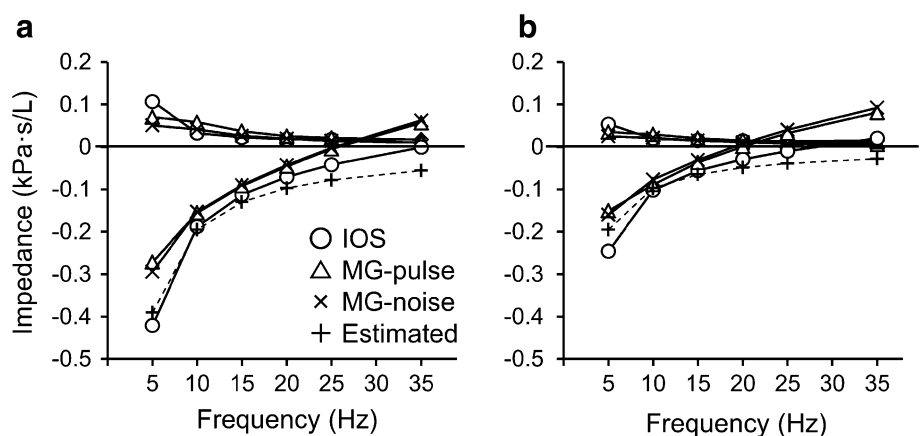 a
Impedance (kPa·s/L)
0.2
0.1
0
-0.1
-0.2
-0.3
-0.4
-0.5
IOS
MG-pulse
MG-noise
Estimated
5 10 15 20 25 30 35
Frequency (Hz)
b
0.2
0.1
0
-0.1
-0.2
-0.3
-0.4
-0.5
5 10 15 20 25 30 35
Frequency (Hz)